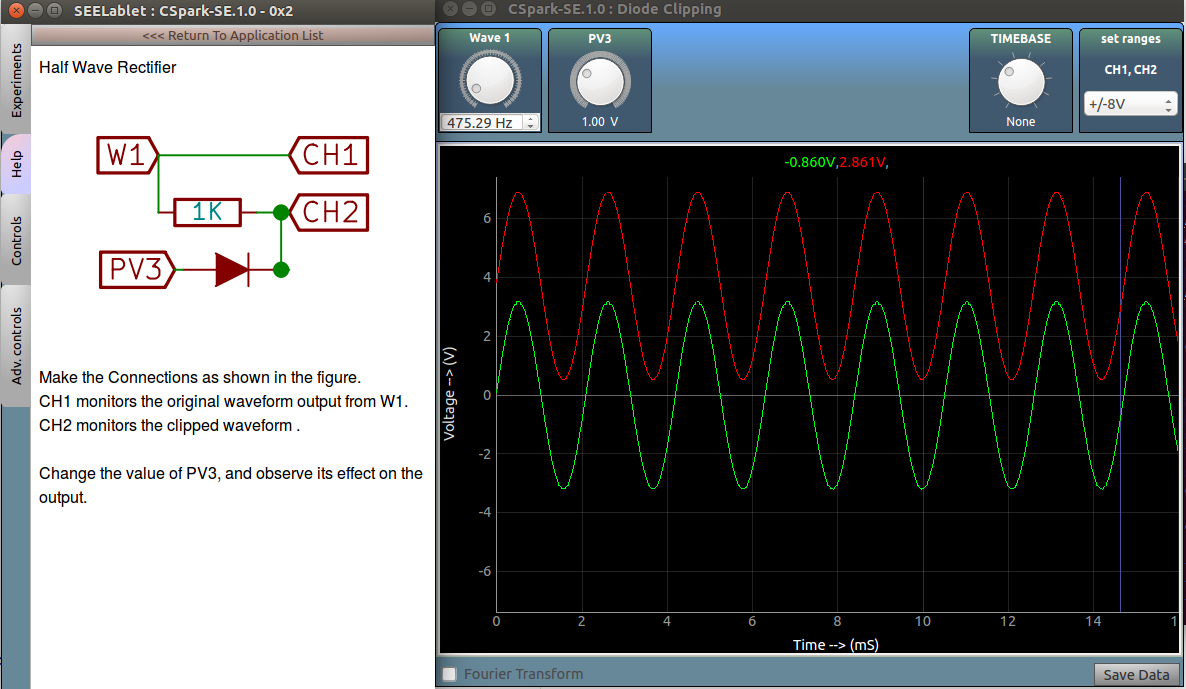 SEELablet : CSpark-SE.1.0 - 0x2
<<< Return To Application List
Experiments
Help
Controls
Adv. controls
Half Wave Rectifier
W1
CH1
1K
CH2
PV3
Make the Connections as shown in the figure.
CH1 monitors the original waveform output from W1.
CH2 monitors the clipped waveform .
Change the value of PV3, and observe its effect on the
output.
CSpark-SE.1.0 : Diode Clipping
Wave 1
475.29 Hz
PV3
1.00 V
TIMEBASE
None
set ranges
CH1, CH2
+/-8V
-0.860V,2.861V,
6
4
2
0
-2
-4
-6
Voltage --> (V)
0 2 4 6 8 10 12 14 1
Time --> (mS)
Fourier Transform
Save Data